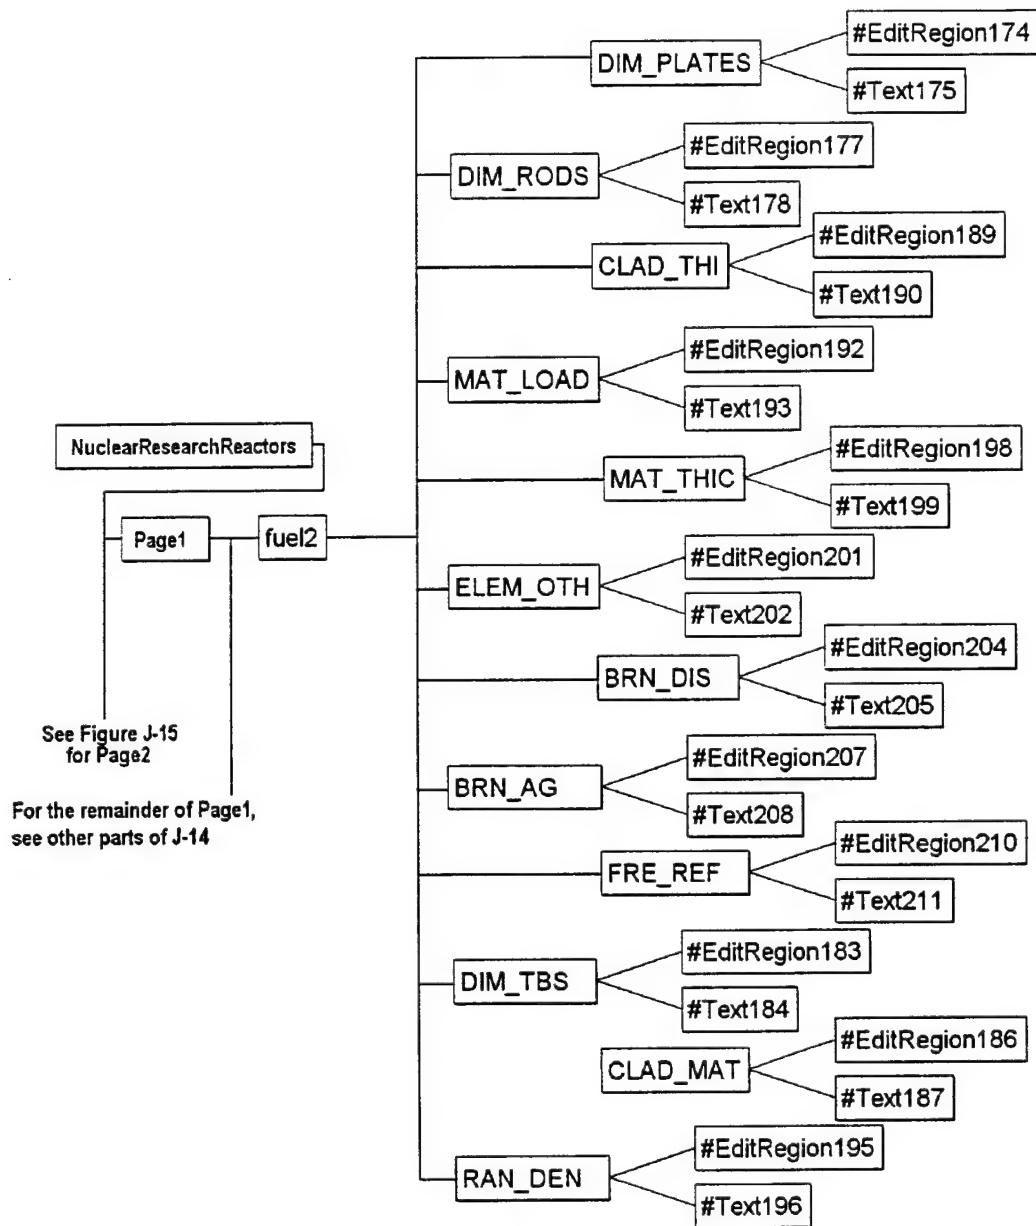 #EditRegion174
DIM_PLATES
#Text175
#EditRegion177
DIM_RODS
#Text178
#EditRegion189
CLAD_THI
#Text190
#EditRegion192
MAT_LOAD
#Text193
NuclearResearchReactors
#EditRegion198
MAT_THIC
#Text199
Page1
fuel2
#EditRegion201
ELEM_OTH
#Text202
#EditRegion204
BRN_DIS
#Text205
See Figure J-15
for Page2
#EditRegion207
BRN_AG
#Text208
For the remainder of Page1,
see other parts of J-14
#EditRegion210
FRE_REF
#Text211
#EditRegion183
DIM_TBS
#Text184
#EditRegion186
CLAD_MAT
#Text187
#EditRegion195
RAN_DEN
#Text196